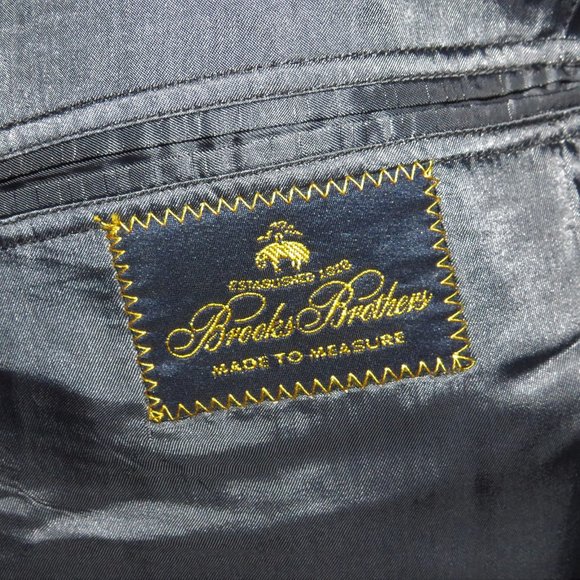 ESTABLISHED 1818
Brooks Brothers
MADE TO MEASURE